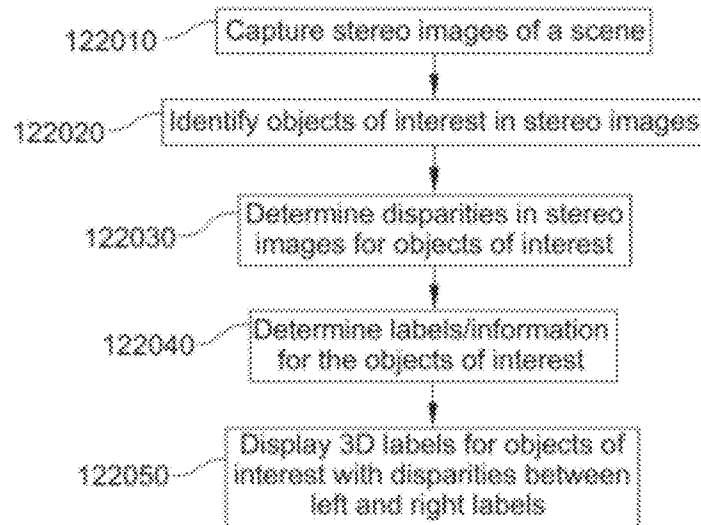 122010
Capture stereo images of a scene
122020
Identify objects of interest in stereo images
122030
Determine disparities in stereo
images for objects of interest
122040
Determine labels/information
for the objects of interest
122050
Display 3D labels for objects of
interest with disparities between
left and right labels